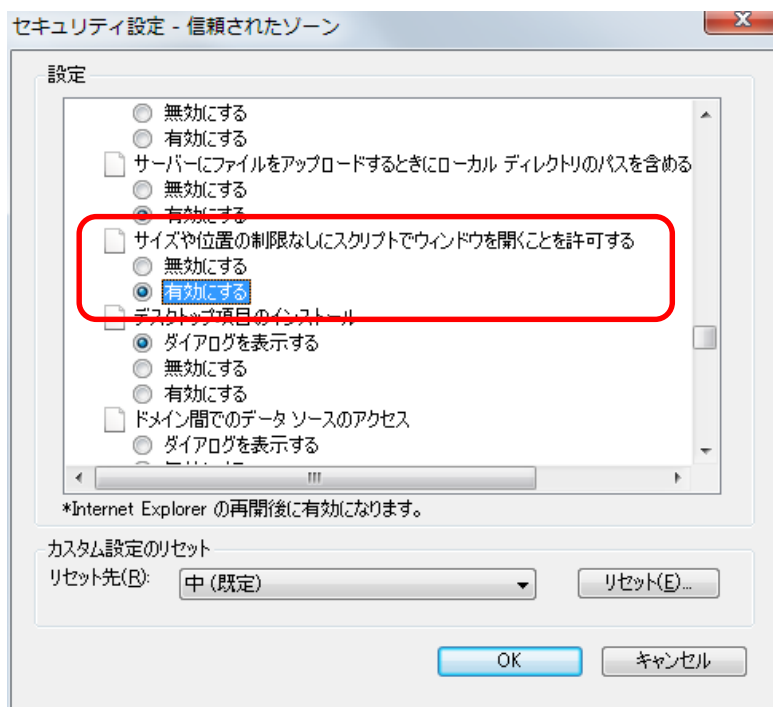 セキュリティ設定 - 信頼されたゾーン
X
設定
無効にする
有効にする
サーバーにファイルをアップロードするときにローカル ディレクトリのパスを含める
無効にする
有効にする
サイズや位置の制限なしにスクリプトでウィンドウを開くことを許可する
無効にする
有効にする
デスクトップ項目のインストール
ダイアログを表示する
無効にする
有効にする
ドメイン間でのデータ ソースのアクセス
ダイアログを表示する
*Internet Explorer の再開後に有効になります。
カスタム設定のリセット
リセット先(R): 中 (既定) リセット(E)...
OK キャンセル